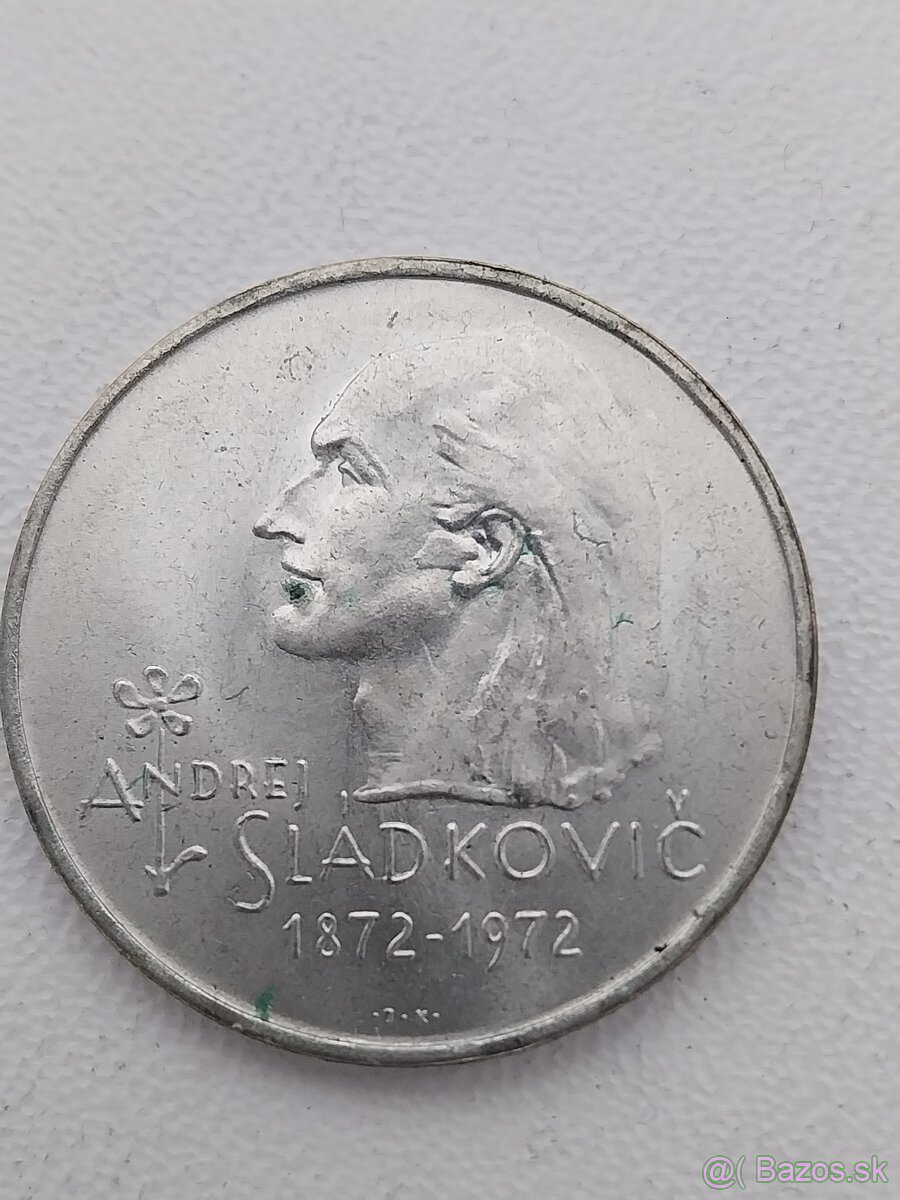 ANDREJ
SLÁDKOVIČ
1872-1972
@( Bazos.sk